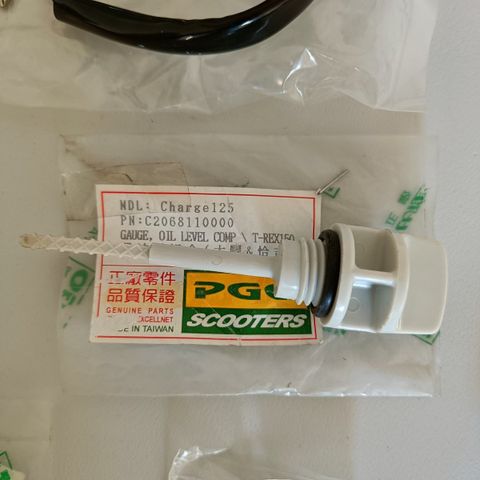 MDL: Charge125
PN:C2068110000
GAUGE, OIL LEVEL COMP \ T-REX150
正廠零件
品質保證
GENUINE PARTS
EXCELLNET
IN TAIWAN
PGO
SCOOTERS